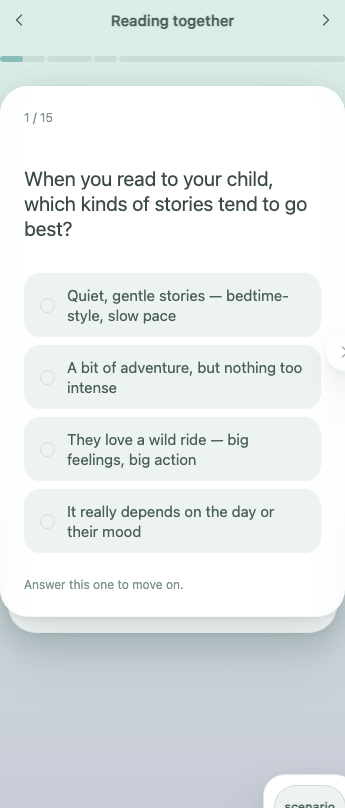 Reading together
1 / 15
When you read to your child,
which kinds of stories tend to go
best?
Quiet, gentle stories — bedtime-
style, slow pace
A bit of adventure, but nothing too
intense
They love a wild ride — big
feelings, big action
It really depends on the day or
their mood
Answer this one to move on.
scenario